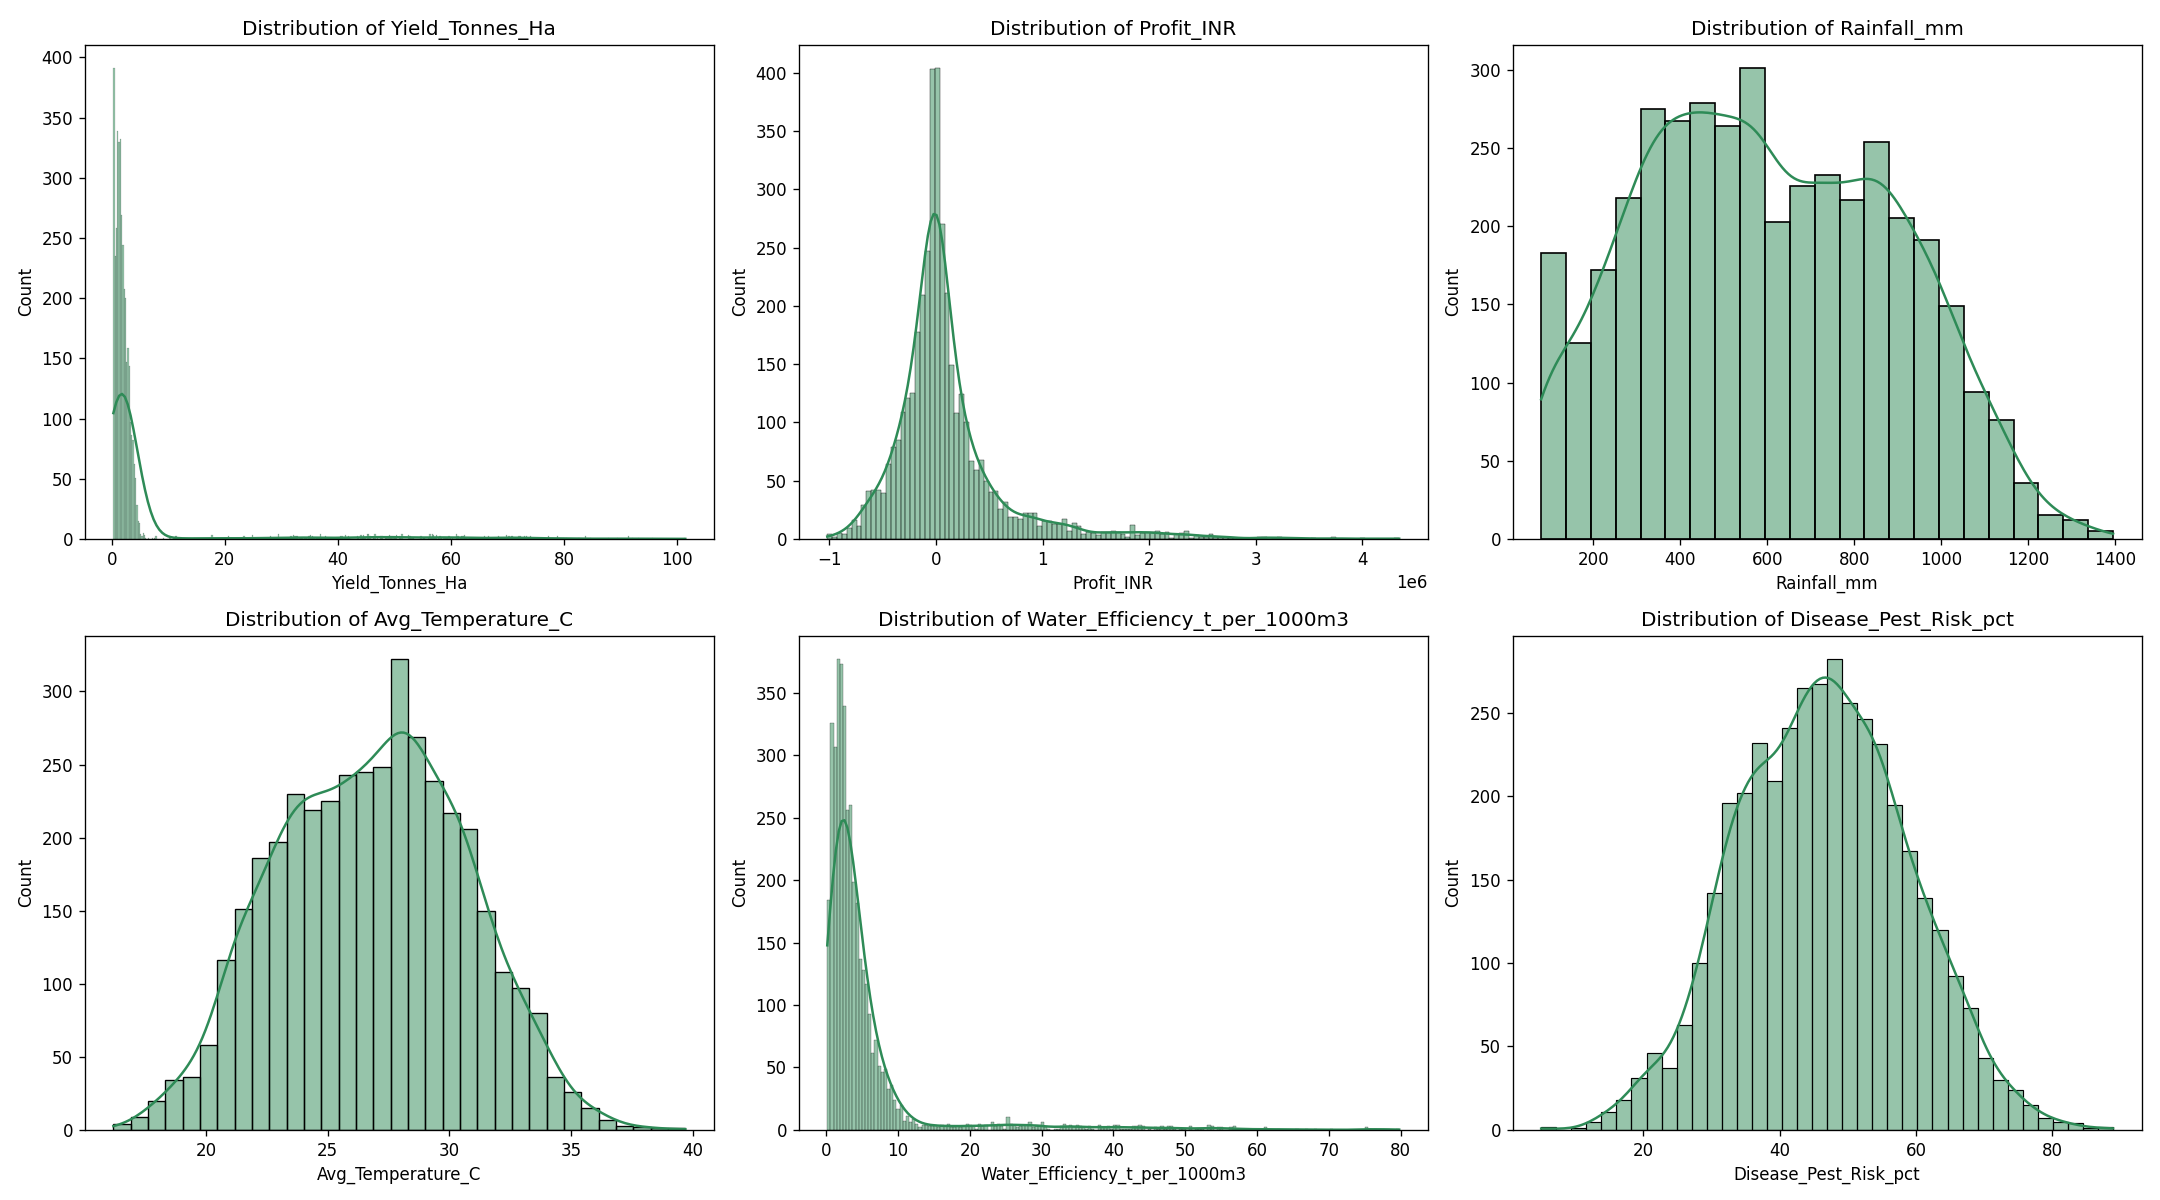 Distribution of Yield_Tonnes_Ha
400
350
300
250
200
150
100
50
0
Count
0 20 40 60 80 100
Yield_Tonnes_Ha
Distribution of Profit_INR
400
350
300
250
200
150
100
50
0
Count
−1 0 1 2 3 4
1e6
Profit_INR
Distribution of Rainfall_mm
300
250
200
150
100
50
0
Count
200 400 600 800 1000 1200 1400
Rainfall_mm
Distribution of Avg_Temperature_C
300
250
200
150
100
50
0
Count
20 25 30 35 40
Avg_Temperature_C
Distribution of Water_Efficiency_t_per_1000m3
350
300
250
200
150
100
50
0
Count
0 10 20 30 40 50 60 70 80
Water_Efficiency_t_per_1000m3
Distribution of Disease_Pest_Risk_pct
250
200
150
100
50
0
Count
20 40 60 80
Disease_Pest_Risk_pct